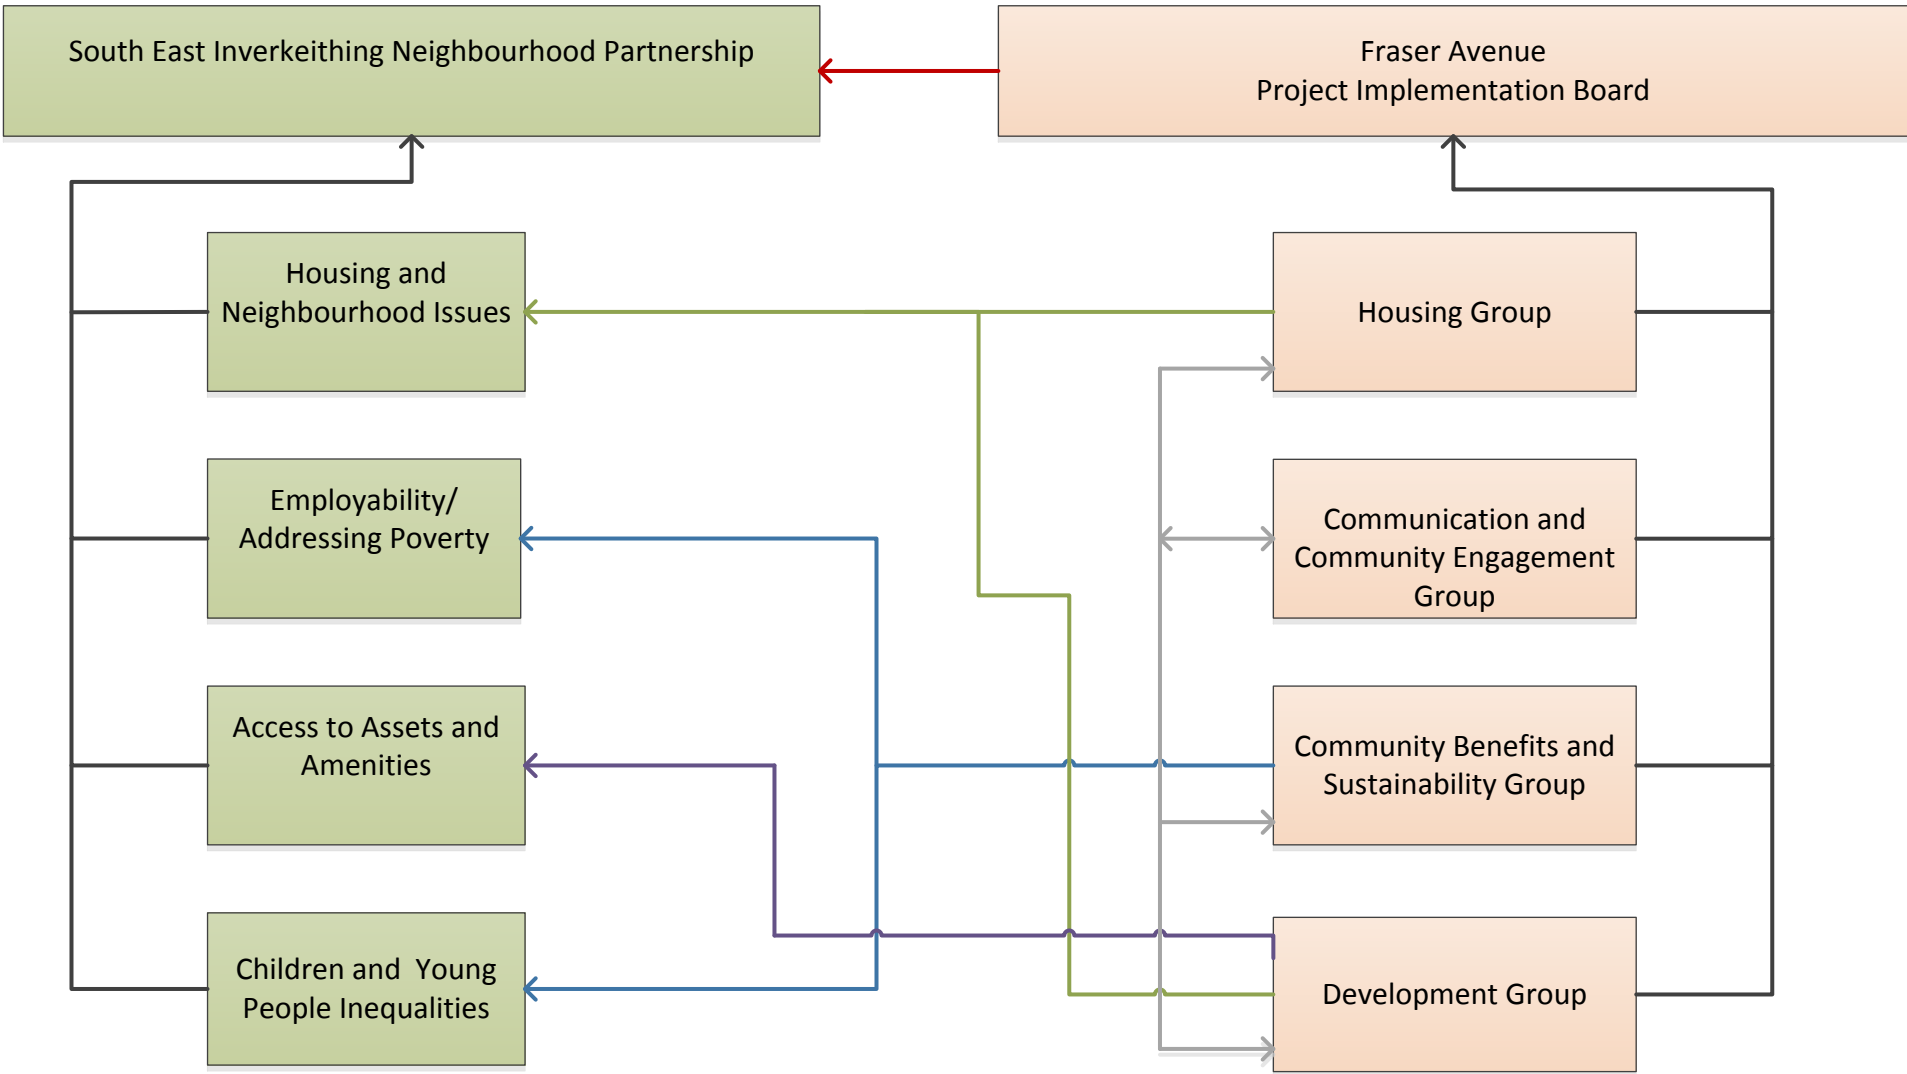 South East Inverkeithing Neighbourhood Partnership
Fraser Avenue
Project Implementation Board
Housing and
Neighbourhood Issues
Housing Group
Employability/
Addressing Poverty
Communication and
Community Engagement
Group
Access to Assets and
Amenities
Community Benefits and
Sustainability Group
Children and Young
People Inequalities
Development Group